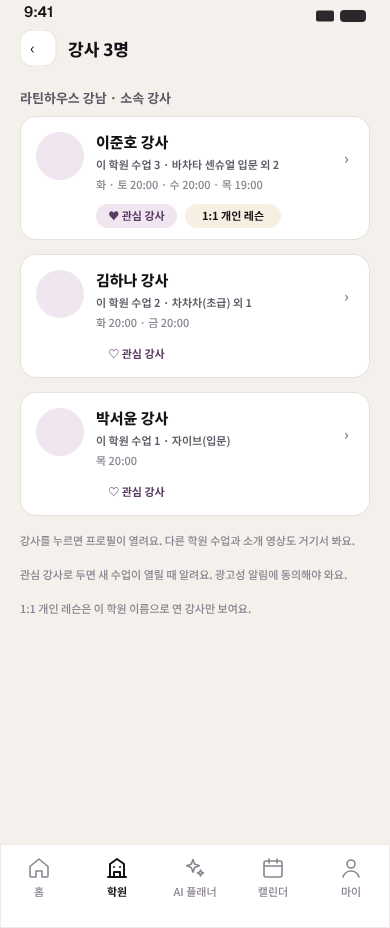 9:41
‹ 강사 3명
라틴하우스 강남 · 소속 강사
이준호 강사
이 학원 수업 3 · 바차타 센슈얼 입문 외 2
›
화 · 토 20:00 · 수 20:00 · 목 19:00
♥ 관심 강사 1:1 개인 레슨
김하나 강사
이 학원 수업 2 · 차차차(초급) 외 1
›
화 20:00 · 금 20:00
♡ 관심 강사
박서윤 강사
이 학원 수업 1 · 자이브(입문)
›
목 20:00
♡ 관심 강사
강사를 누르면 프로필이 열려요. 다른 학원 수업과 소개 영상도 거기서 봐요.
관심 강사로 두면 새 수업이 열릴 때 알려요. 광고성 알림에 동의해야 와요.
1:1 개인 레슨은 이 학원 이름으로 연 강사만 보여요.
홈 학원 AI 플래너 캘린더 마이